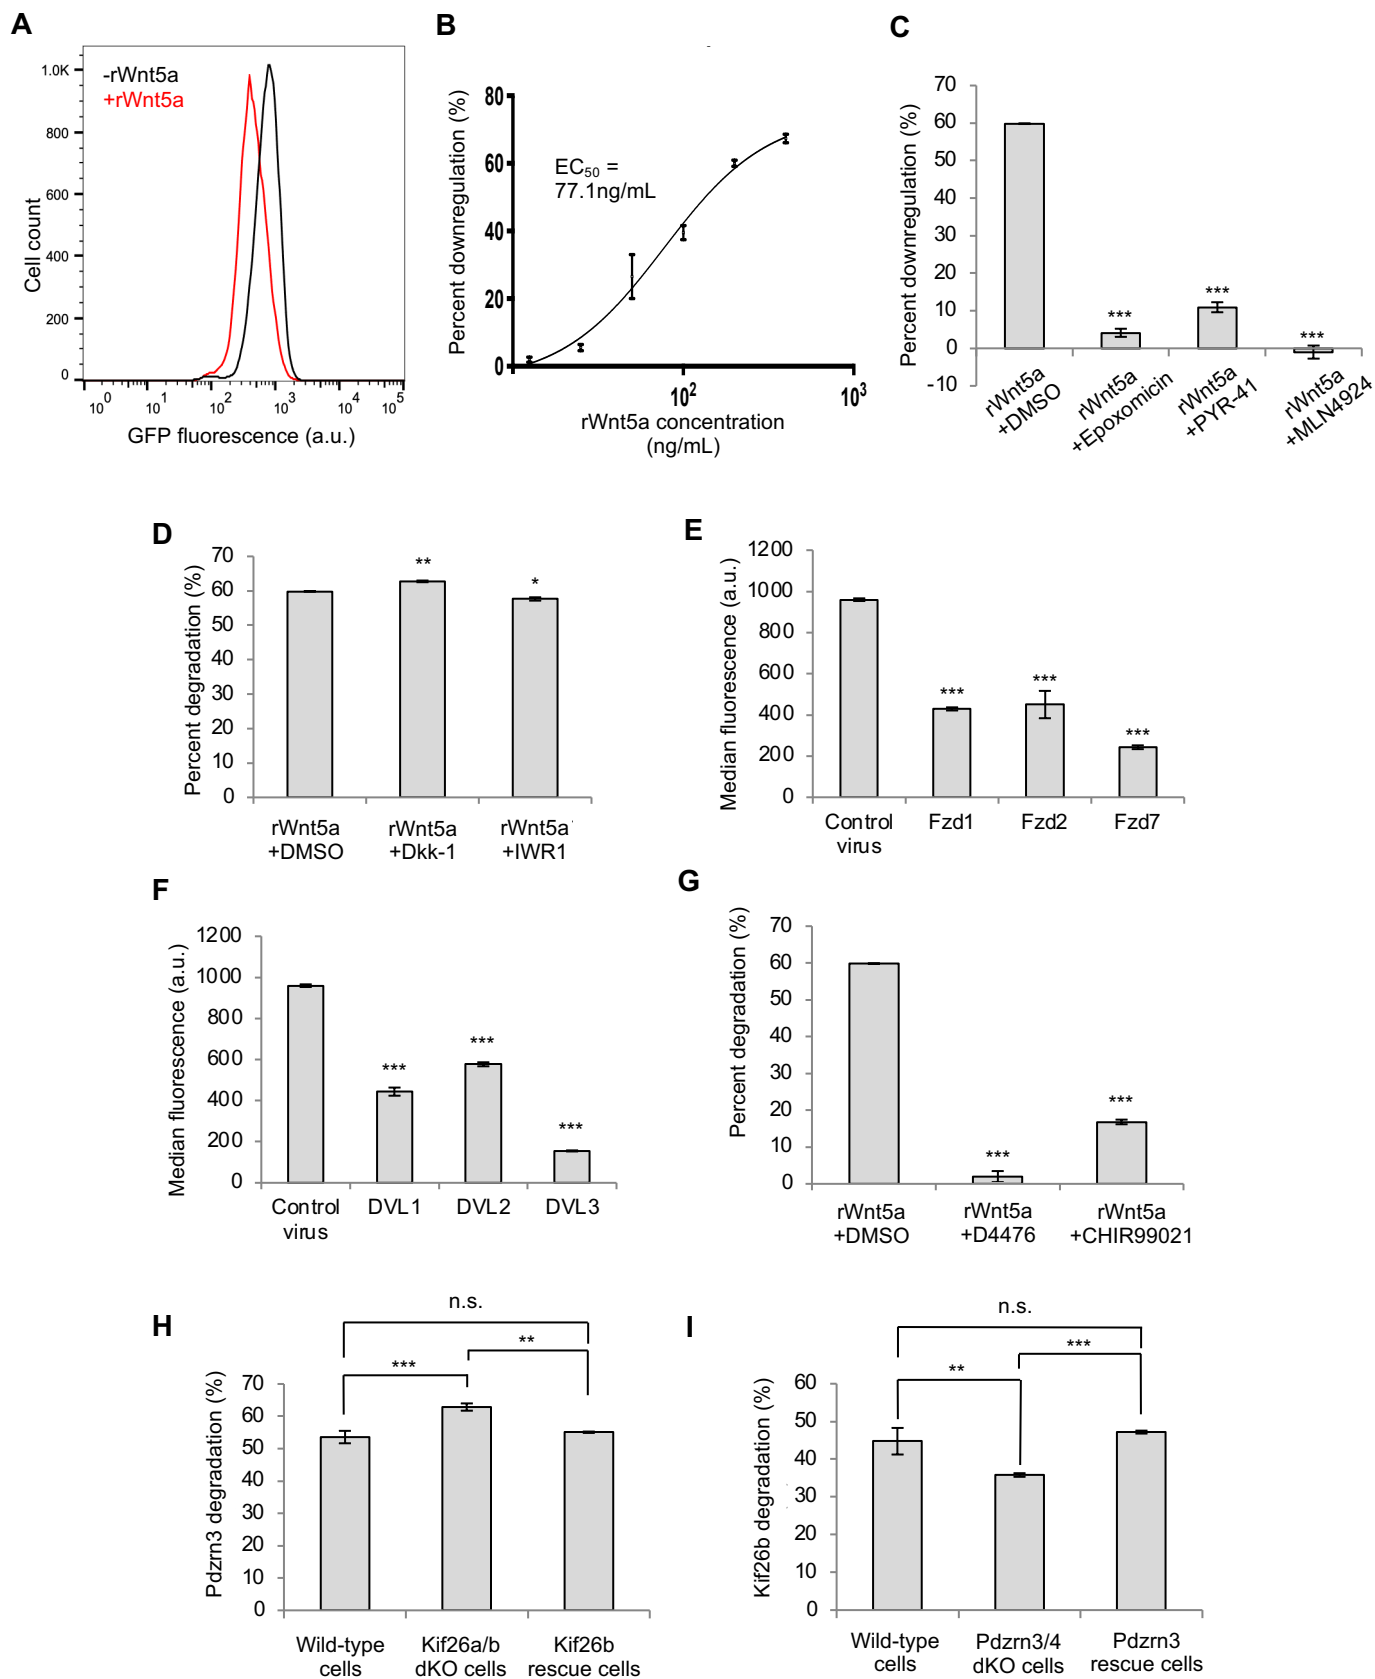 A
-rWnt5a
+rWnt5a
1.0K
800
600
400
200
0
Cell count
10^0 10^1 10^2 10^3 10^4 10^5
GFP fluorescence (a.u.)
B
80
60
40
20
0
Percent downregulation (%)
EC50 =
77.1ng/mL
10^2 10^3
rWnt5a concentration
(ng/mL)
C
70
60
50
40
30
20
10
0
-10
Percent downregulation (%)
*** *** ***
rWnt5a
+DMSO
rWnt5a
+Epoxomicin
rWnt5a
+PYR-41
rWnt5a
+MLN4924
D
70
60
50
40
30
20
10
0
Percent degradation (%)
** *
rWnt5a
+DMSO
rWnt5a
+Dkk-1
rWnt5a
+IWR1
E
1200
1000
800
600
400
200
0
Median fluorescence (a.u.)
*** *** ***
Control
virus
Fzd1
Fzd2
Fzd7
F
1200
1000
800
600
400
200
0
Median fluorescence (a.u.)
*** *** ***
Control
virus
DVL1
DVL2
DVL3
G
70
60
50
40
30
20
10
0
Percent degradation (%)
*** ***
rWnt5a
+DMSO
rWnt5a
+D4476
rWnt5a
+CHIR99021
H
n.s.
**
***
70
60
50
40
30
20
10
0
Pdzrn3 degradation (%)
Wild-type
cells
Kif26a/b
dKO cells
Kif26b
rescue cells
I
n.s.
***
**
60
50
40
30
20
10
0
Kif26b degradation (%)
Wild-type
cells
Pdzrn3/4
dKO cells
Pdzrn3
rescue cells